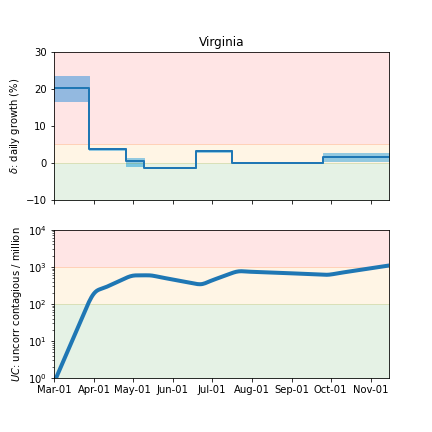 Virginia
δ: daily growth (%)
30
20
10
0
−10
UC: uncorr contagious / million
10⁴
10³
10²
10¹
10⁰
Mar-01 Apr-01 May-01 Jun-01 Jul-01 Aug-01 Sep-01 Oct-01 Nov-01